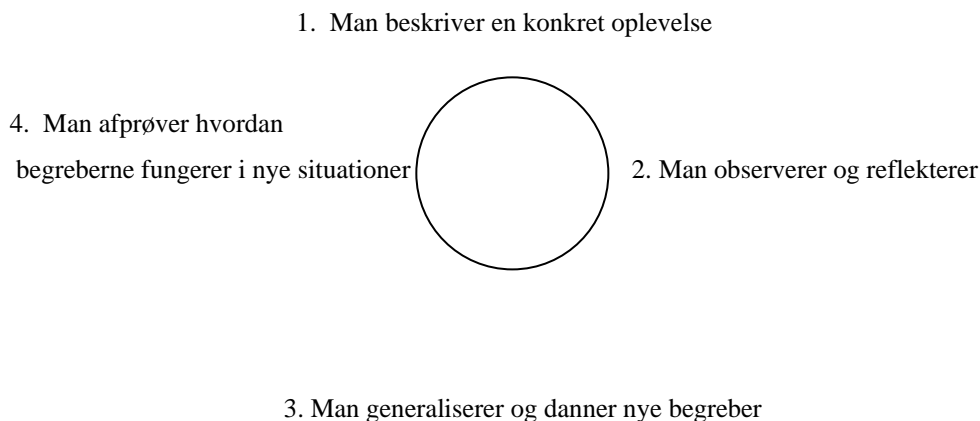 1. Man beskriver en konkret oplevelse
4. Man afprøver hvordan
begreberne fungerer i nye situationer
2. Man observerer og reflekterer
3. Man generaliserer og danner nye begreber